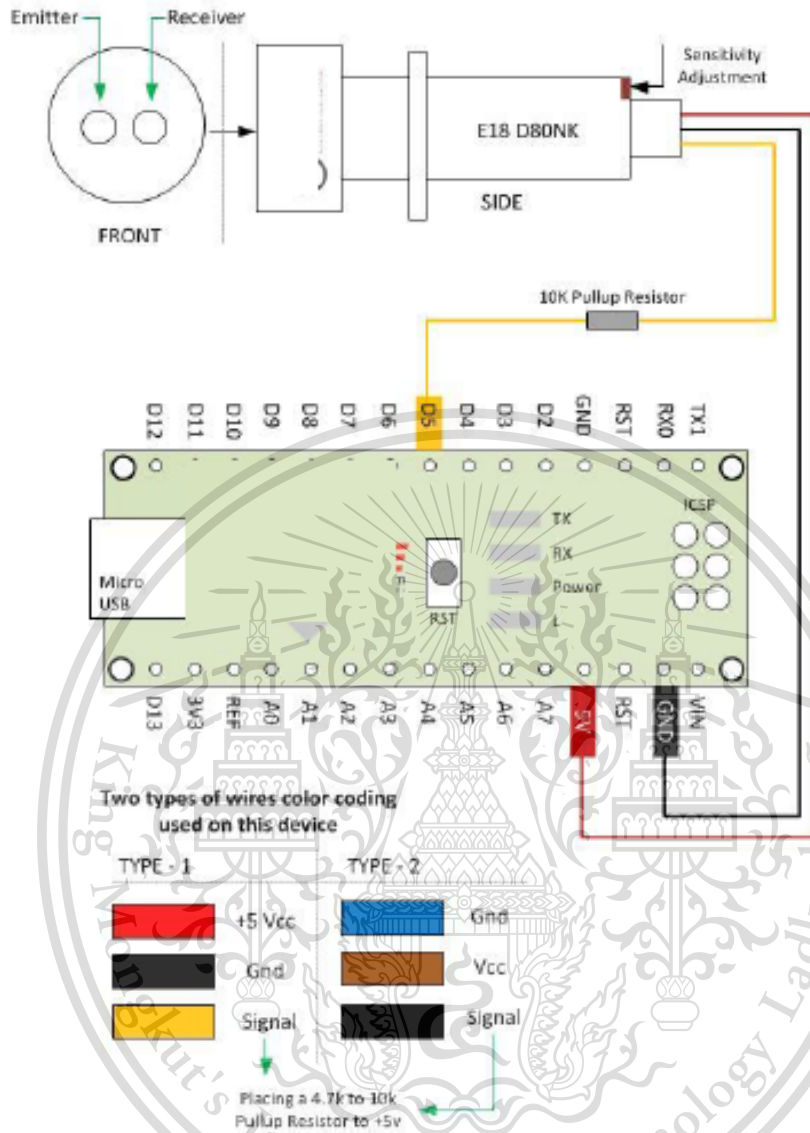 Emitter
Receiver
Sensitivity
Adjustment
E18 D80NK
SIDE
FRONT
10K Pullup Resistor
D12
D11
D10
D9
D8
D7
D6
D5
D4
D3
D2
GND
RST
RX0
TX1
ICSP
TX
RX
Power
L
Micro
USB
RST
D13
3V3
REF
A0
A1
A2
A3
A4
A5
A6
A7
5V
RST
GND
VIN
Two types of wires color coding
used on this device
TYPE - 1
TYPE - 2
+5 Vcc
Gnd
Gnd
Vcc
Signal
Signal
Placing a 4.7k to 10k
Pullup Resistor to +5v
King Mongkut's
Technology Ladk